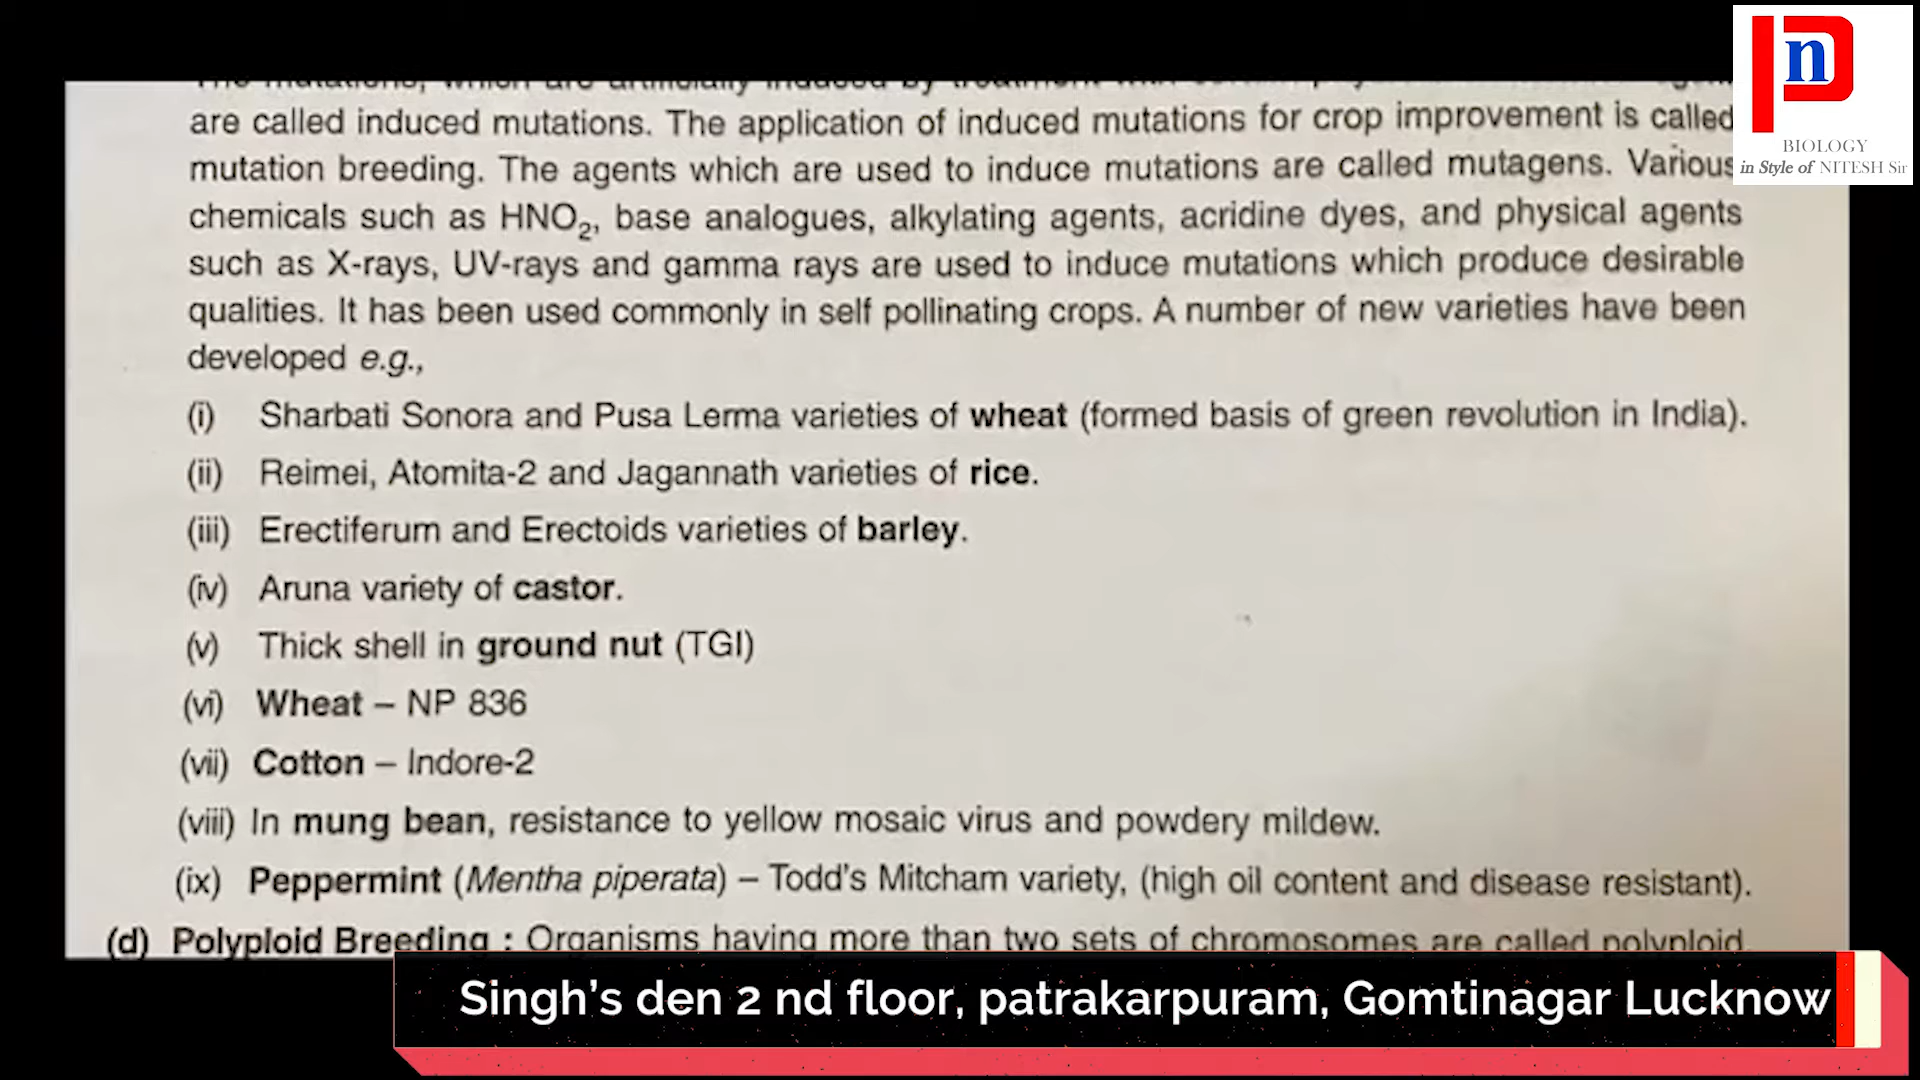 The mutations, which are artificially induced by treatment with
are called induced mutations. The application of induced mutations for crop improvement is called
mutation breeding. The agents which are used to induce mutations are called mutagens. Various
chemicals such as HNO2, base analogues, alkylating agents, acridine dyes, and physical agents
such as X-rays, UV-rays and gamma rays are used to induce mutations which produce desirable
qualities. It has been used commonly in self pollinating crops. A number of new varieties have been
developed e.g.,
(i) Sharbati Sonora and Pusa Lerma varieties of wheat (formed basis of green revolution in India).
(ii) Reimei, Atomita-2 and Jagannath varieties of rice.
(iii) Erectiferum and Erectoids varieties of barley.
(iv) Aruna variety of castor.
(v) Thick shell in ground nut (TGI)
(vi) Wheat – NP 836
(vii) Cotton – Indore-2
(viii) In mung bean, resistance to yellow mosaic virus and powdery mildew.
(ix) Peppermint (Mentha piperata) – Todd's Mitcham variety, (high oil content and disease resistant).
(d) Polyploid Breeding : Organisms having more than two sets of chromosomes are called polyploid.
n
BIOLOGY
in Style of NITESH Sir
Singh's den 2 nd floor, patrakarpuram, Gomtinagar Lucknow